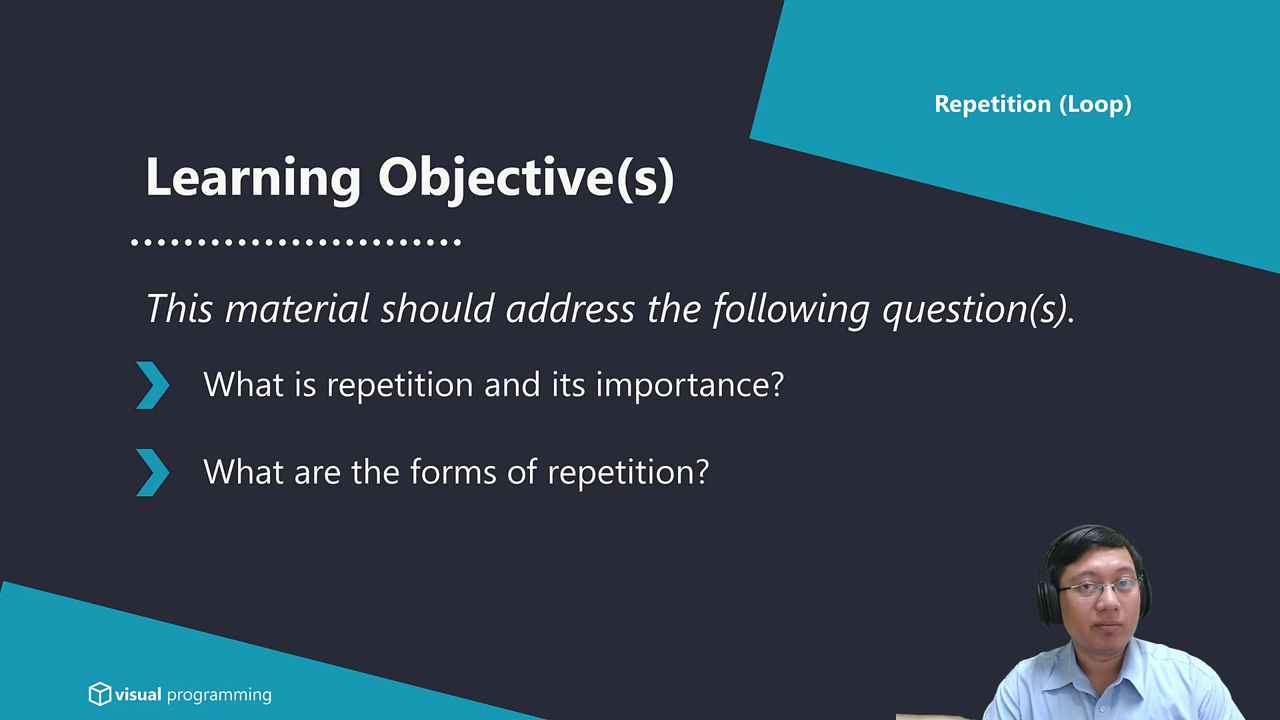 Repetition (Loop)
Learning Objective(s)
This material should address the following question(s).
What is repetition and its importance?
What are the forms of repetition?
visual programming